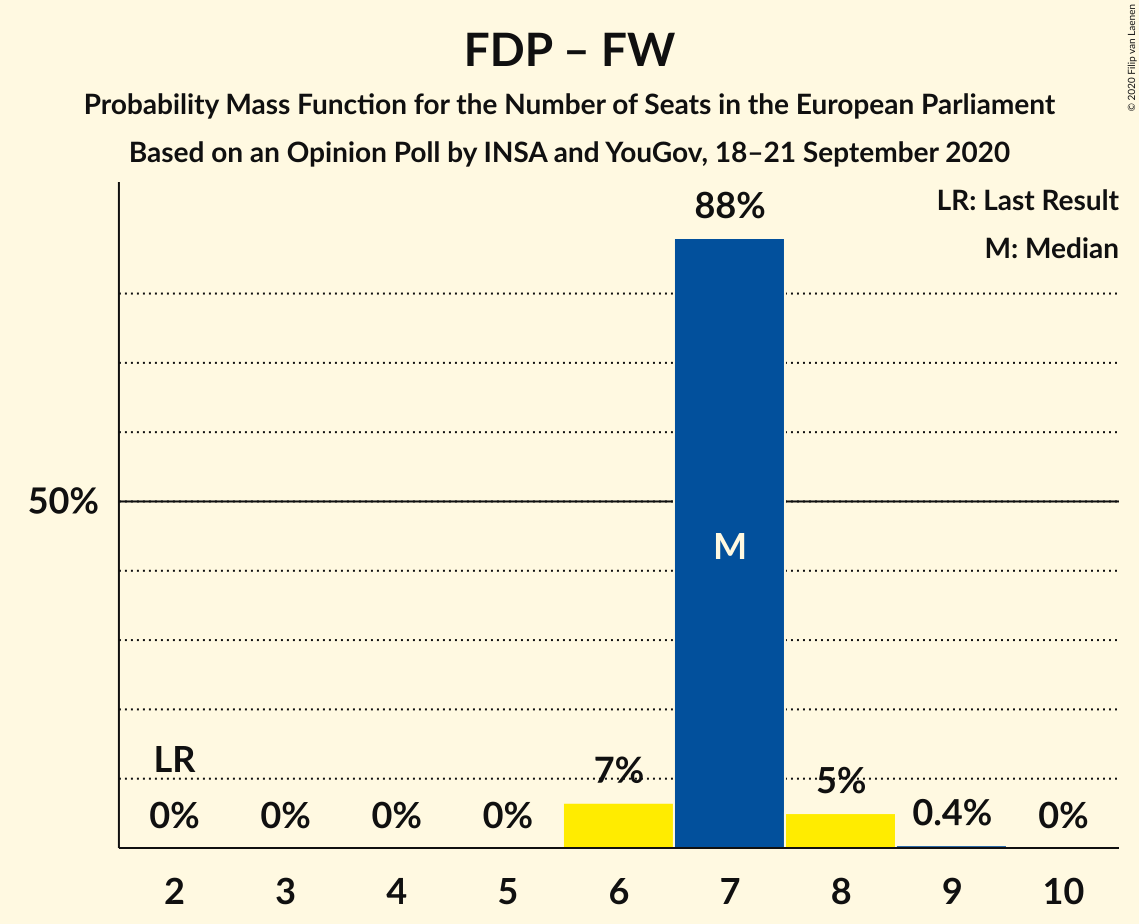 FDP – FW
Probability Mass Function for the Number of Seats in the European Parliament
Based on an Opinion Poll by INSA and YouGov, 18–21 September 2020
© 2020 Filip van Laenen
LR: Last Result
M: Median
88%
50%
M
LR
0%
0%
0%
0%
7%
5%
0.4%
0%
2 3 4 5 6 7 8 9 10